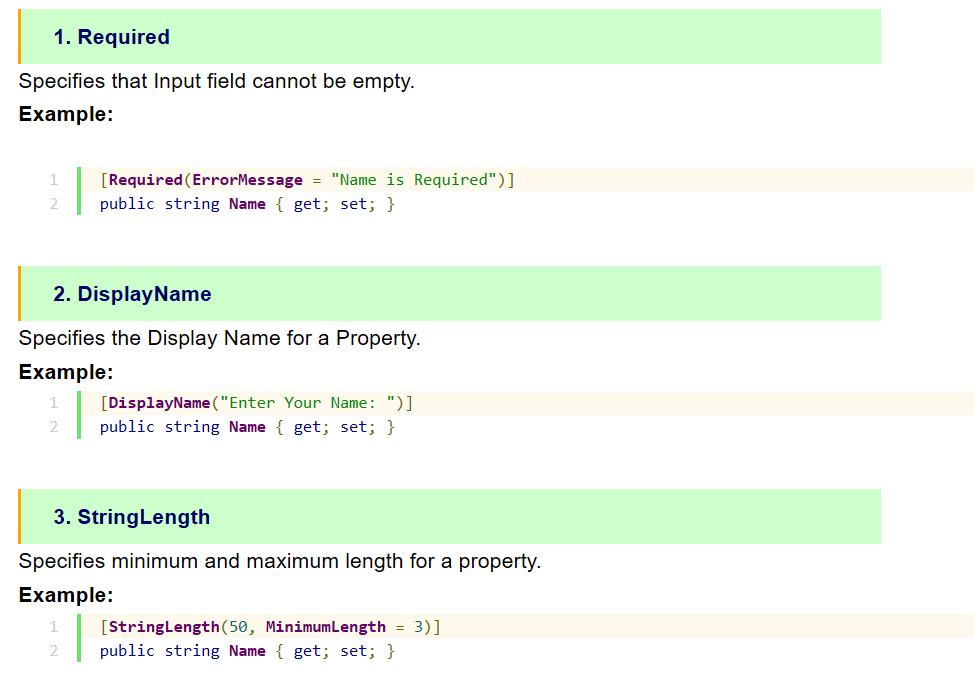 1. Required
Specifies that Input field cannot be empty.
Example:
1 [Required(ErrorMessage = "Name is Required")]
2 public string Name { get; set; }
2. DisplayName
Specifies the Display Name for a Property.
Example:
1 [DisplayName("Enter Your Name: ")]
2 public string Name { get; set; }
3. StringLength
Specifies minimum and maximum length for a property.
Example:
1 [StringLength(50, MinimumLength = 3)]
2 public string Name { get; set; }